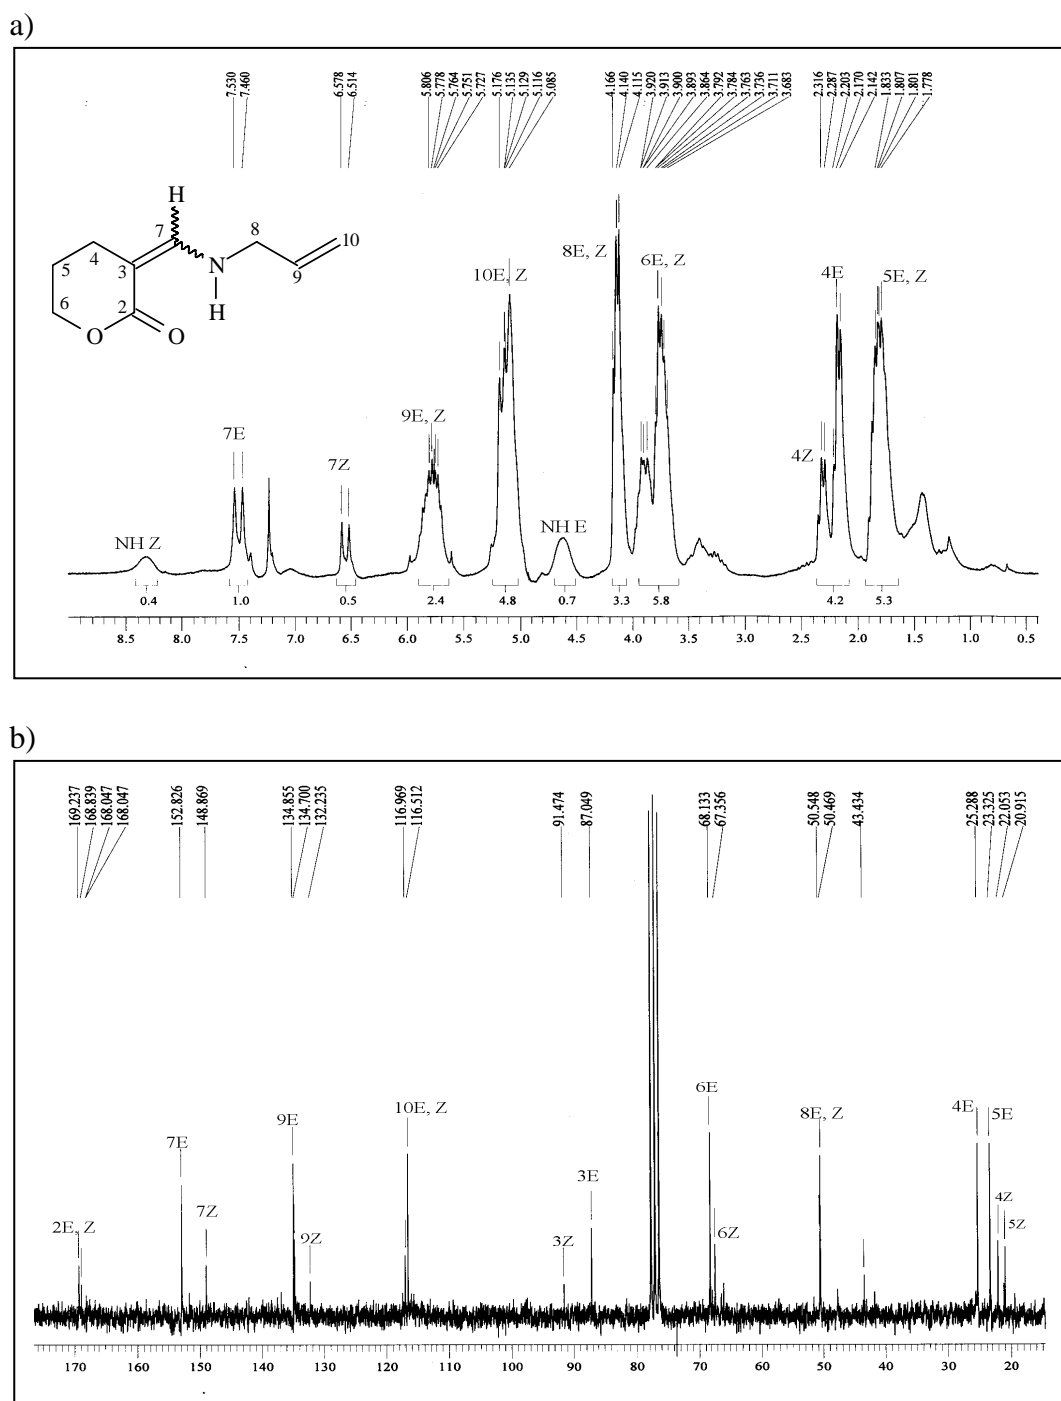 a)
7.530
7.460
6.578
6.514
5.806
5.778
5.764
5.751
5.727
5.176
5.135
5.129
5.116
5.085
4.166
4.140
4.115
3.920
3.913
3.900
3.893
3.864
3.792
3.784
3.763
3.736
3.711
3.683
2.316
2.287
2.203
2.170
2.142
1.833
1.807
1.801
1.778
H
7
8
10
4
5
3
N
9
6
2
H
O
O
8E, Z
6E, Z
10E, Z
4E
5E, Z
9E, Z
7E
7Z
4Z
NH Z
NH E
0.4
1.0
0.5
2.4
4.8
0.7
3.3
5.8
4.2
5.3
8.5 8.0 7.5 7.0 6.5 6.0 5.5 5.0 4.5 4.0 3.5 3.0 2.5 2.0 1.5 1.0 0.5
b)
169.237
168.839
168.047
168.047
152.826
148.869
134.855
134.700
132.235
116.969
116.512
91.474
87.049
68.133
67.356
50.548
50.469
43.434
25.288
23.325
22.053
20.915
6E
10E, Z
8E, Z
4E
5E
9E
7E
3E
4Z
7Z
2E, Z
5Z
9Z
3Z
6Z
170 160 150 140 130 120 110 100 90 80 70 60 50 40 30 20